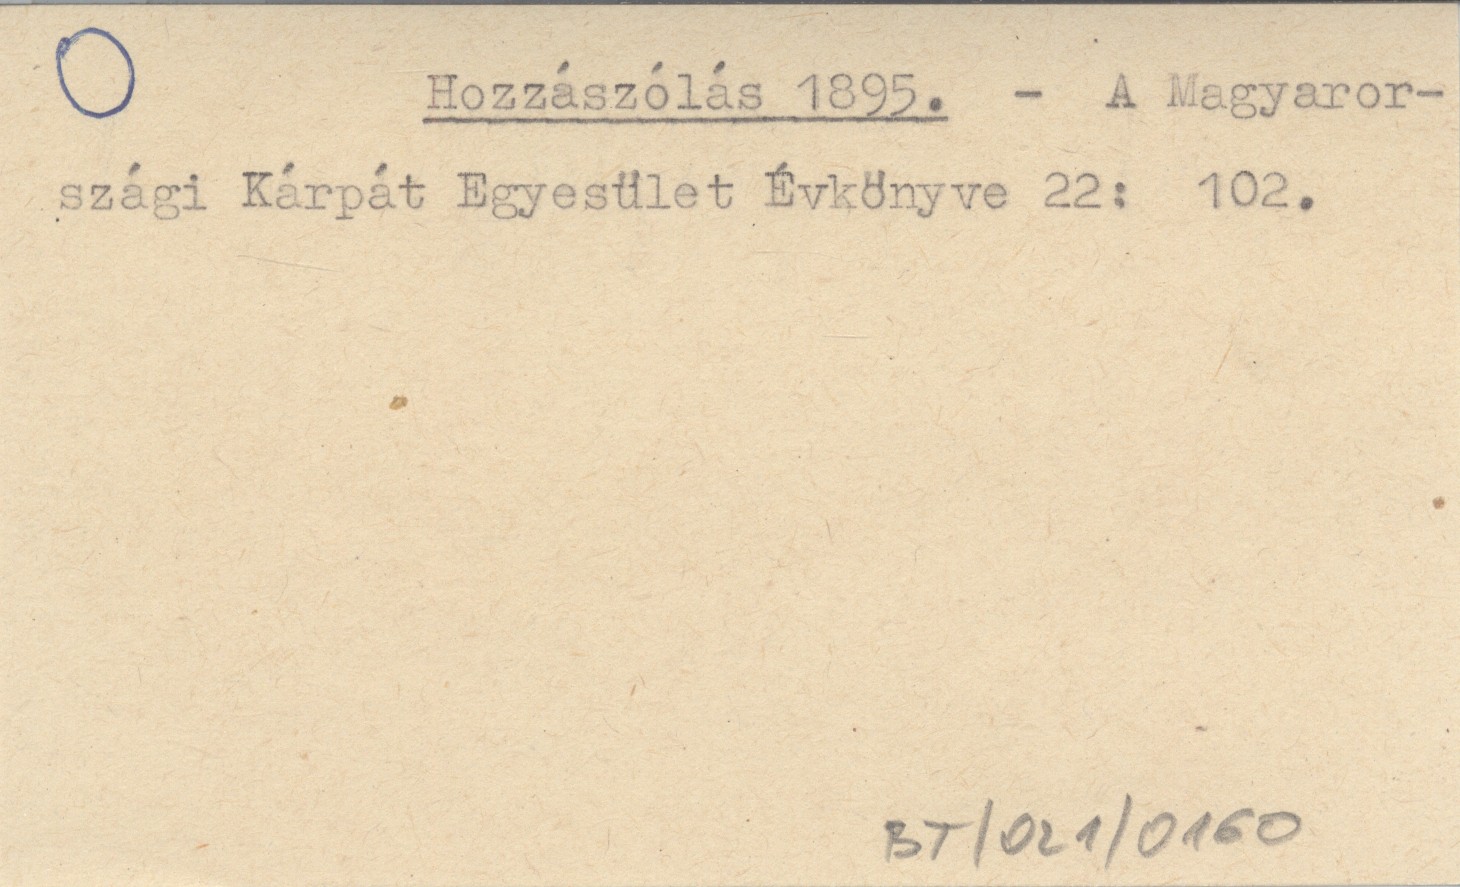 Hozzászólás 1895. - A Magyaror-
szági Kárpát Egyesület Évkönyve 22: 102.
BT/021/0160